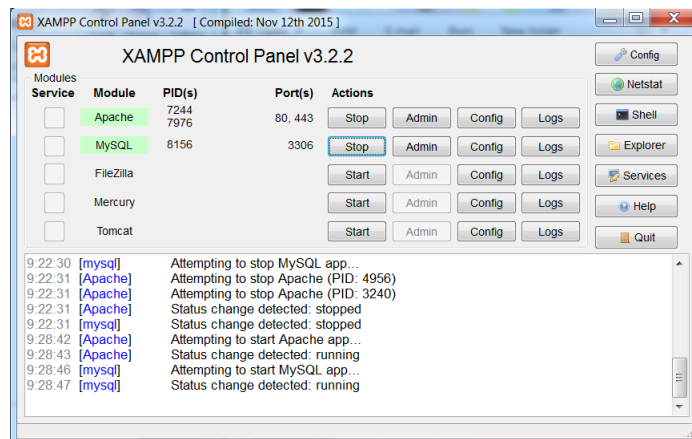 XAMPP Control Panel v3.2.2 [ Compiled: Nov 12th 2015 ]
XAMPP Control Panel v3.2.2
Config
Modules
Service Module PID(s) Port(s) Actions
Netstat
Apache 7244 7976 80, 443 Stop Admin Config Logs
Shell
MySQL 8156 3306 Stop Admin Config Logs
Explorer
FileZilla Start Admin Config Logs
Services
Mercury Start Admin Config Logs
Help
Tomcat Start Admin Config Logs
Quit
9:22:30 [mysql] Attempting to stop MySQL app...
9:22:31 [Apache] Attempting to stop Apache (PID: 4956)
9:22:31 [Apache] Attempting to stop Apache (PID: 3240)
9:22:31 [Apache] Status change detected: stopped
9:22:31 [mysql] Status change detected: stopped
9:28:42 [Apache] Attempting to start Apache app...
9:28:43 [Apache] Status change detected: running
9:28:46 [mysql] Attempting to start MySQL app...
9:28:47 [mysql] Status change detected: running